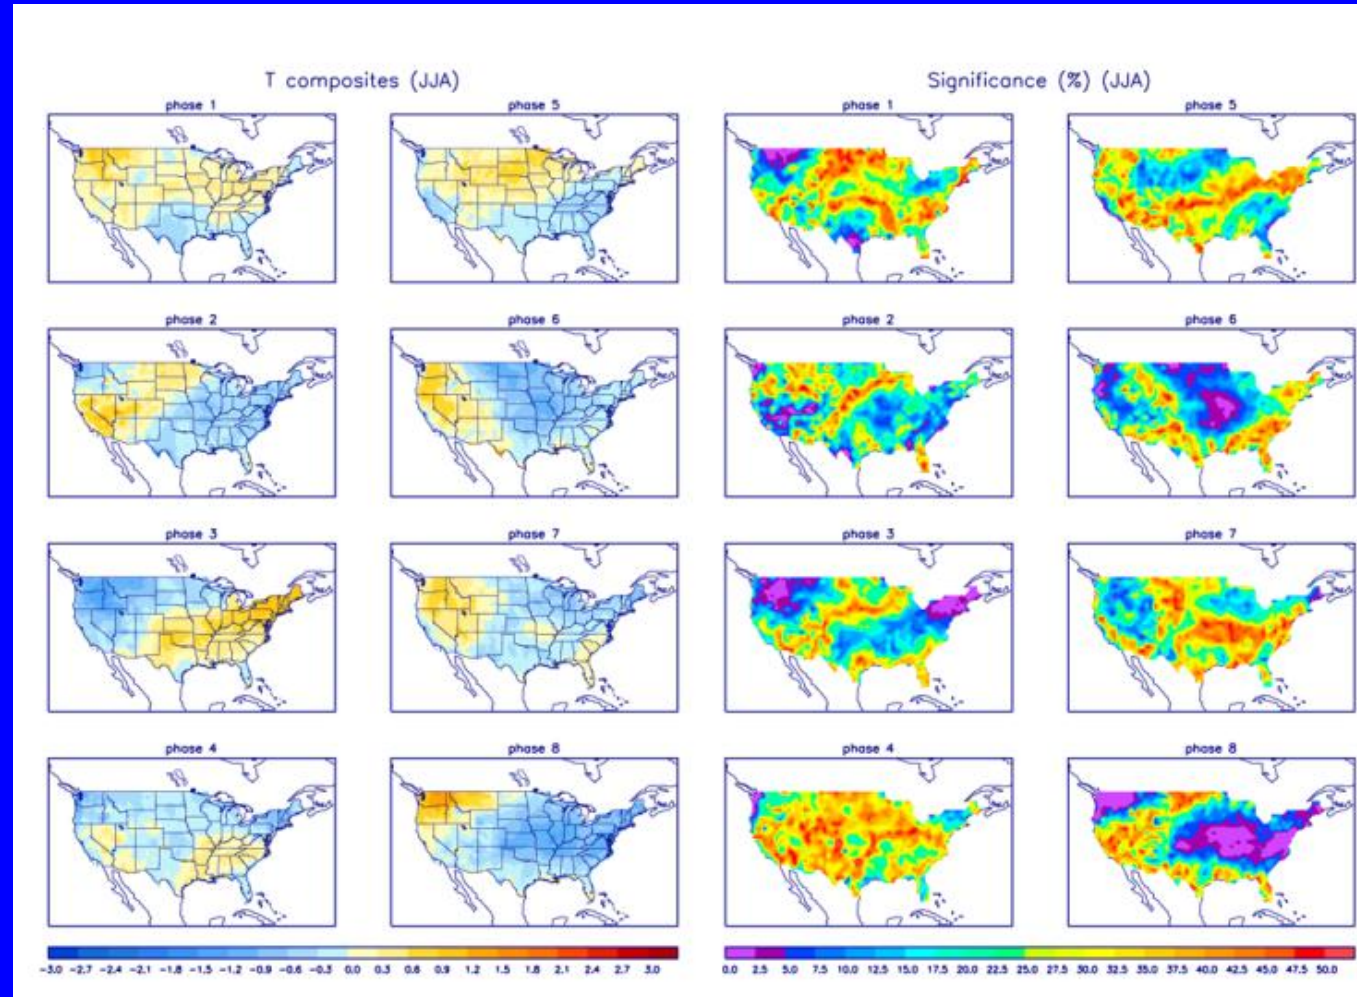 T composites (JJA)
Significance (%) (JJA)
phase 1
phase 5
phase 1
phase 5
phase 2
phase 6
phase 2
phase 6
phase 3
phase 7
phase 3
phase 7
phase 4
phase 8
phase 4
phase 8
−3.0 −2.7 −2.4 −2.1 −1.8 −1.5 −1.2 −0.9 −0.6 −0.3 0.0 0.3 0.6 0.9 1.2 1.5 1.8 2.1 2.4 2.7 3.0
0.0 2.5 5.0 7.5 10.0 12.5 15.0 17.5 20.0 22.5 25.0 27.5 30.0 32.5 35.0 37.5 40.0 42.5 45.0 47.5 50.0